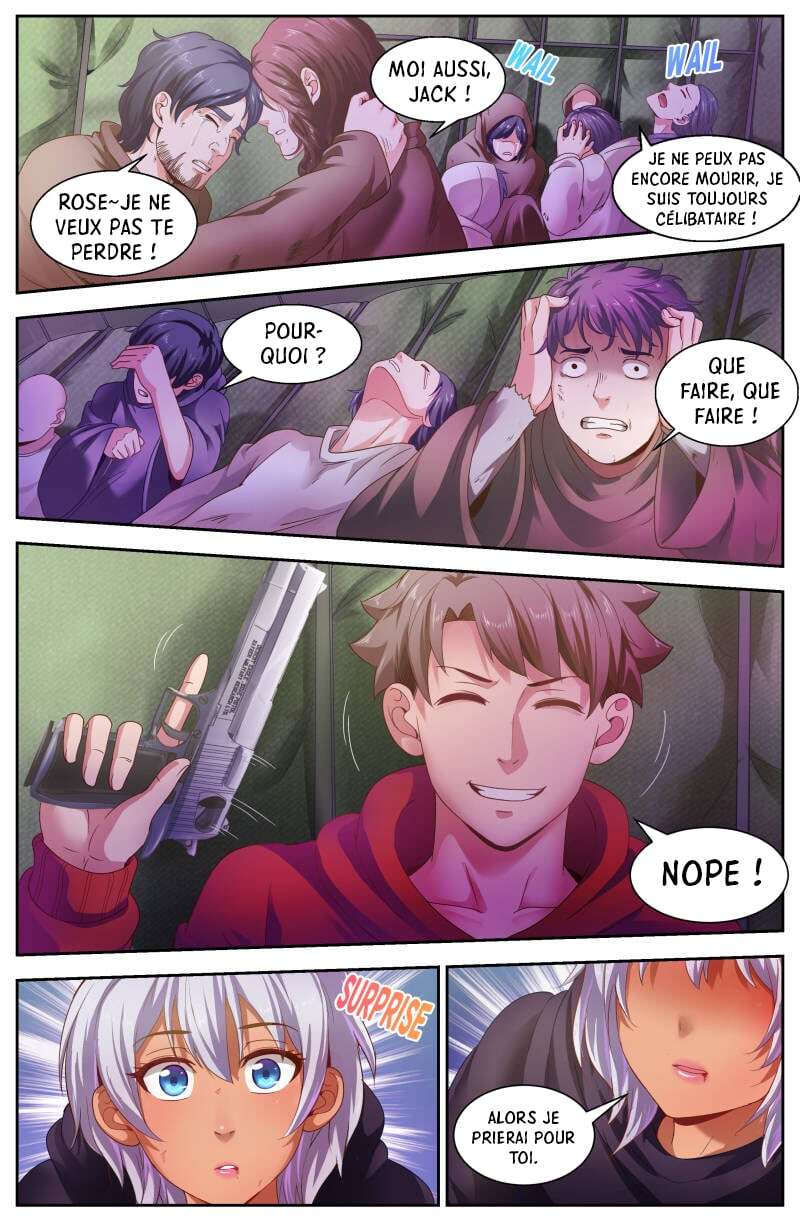 MOI AUSSI,
JACK !
WAIL
WAIL
ROSE~JE NE
VEUX PAS TE
PERDRE !
JE NE PEUX PAS
ENCORE MOURIR, JE
SUIS TOUJOURS
CÉLIBATAIRE !
POUR-
QUOI ?
QUE
FAIRE, QUE
FAIRE !
NOPE !
SURPRISE
ALORS JE
PRIERAI POUR
TOI.